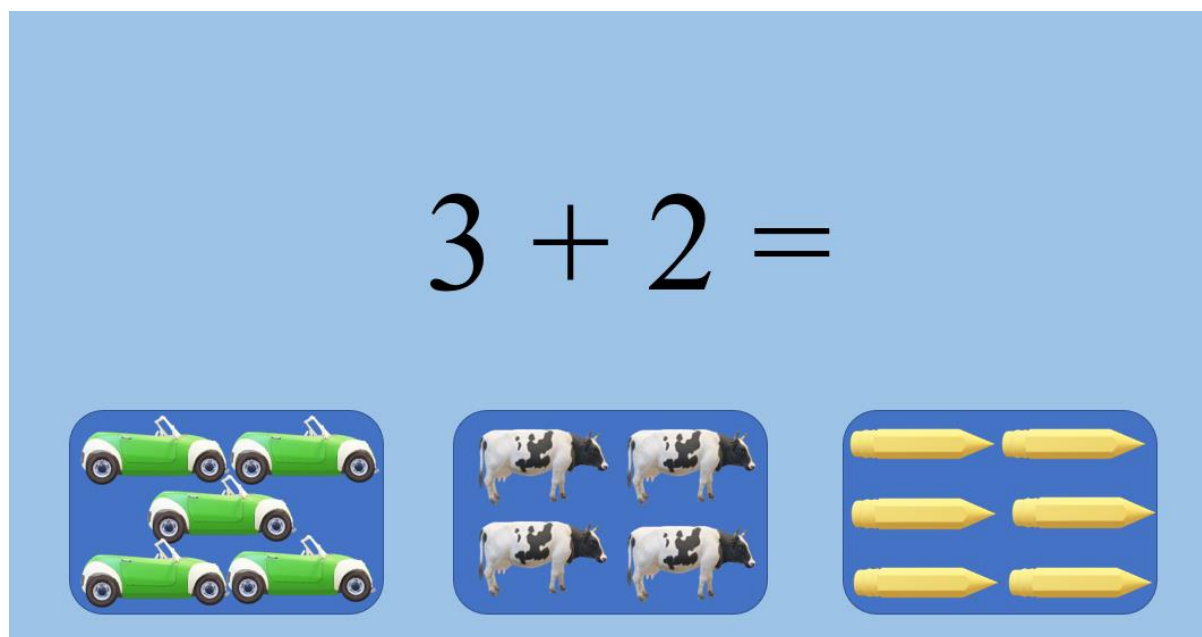 3 + 2 =